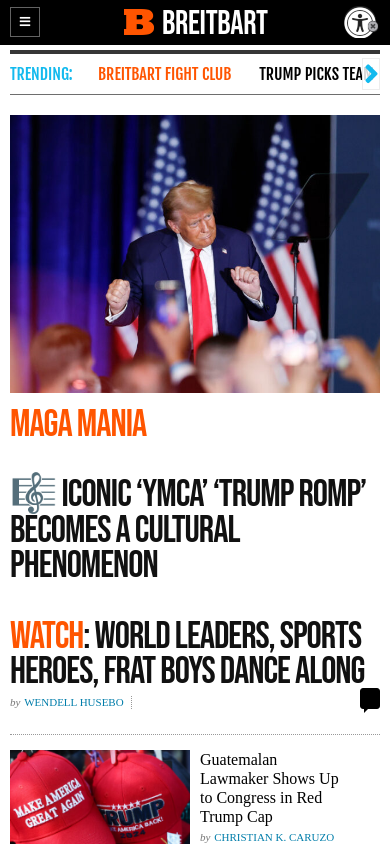 BREITBART
TRENDING:
BREITBART FIGHT CLUB
TRUMP PICKS TEA
MAGA MANIA
ICONIC ‘YMCA’ ‘TRUMP ROMP’
BECOMES A CULTURAL
PHENOMENON
WATCH: WORLD LEADERS, SPORTS
HEROES, FRAT BOYS DANCE ALONG
by WENDELL HUSEBO
MAKE AMERICA
GREAT AGAIN
TRUMP
Guatemalan
Lawmaker Shows Up
to Congress in Red
Trump Cap
by CHRISTIAN K. CARUZO